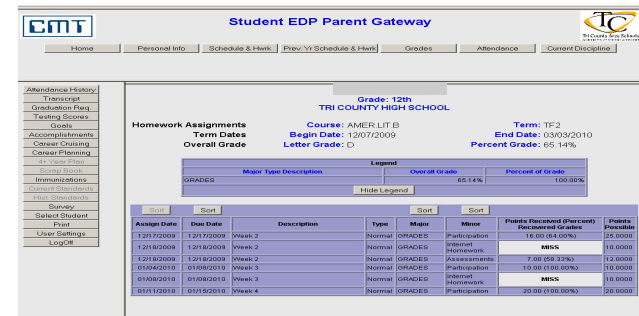 CMT
Student EDP Parent Gateway
TC
Tri County Area Schools
Home Personal Info Schedule & Hwrk Prev. Yr Schedule & Hwrk Grades Attendance Current Discipline
Attendance History
Transcript
Graduation Req.
Testing Scores
Goals
Accomplishments
Career Cruising
Career Planning
4+ Year Plan
Scrap Book
Immunizations
Current Standards
Hist. Standards
Survey
Select Student
Print
User Settings
LogOff
Grade: 12th
TRI COUNTY HIGH SCHOOL
Homework Assignments Course: AMER.LIT.B Term: TF2
Term Dates Begin Date: 12/07/2009 End Date: 03/03/2010
Overall Grade Letter Grade: D Percent Grade: 65.14%
Legend
Major Type Description Overall Grade Percent of Grade
GRADES 65.14% 100.00%
Hide Legend
Sort Sort Sort Sort
Assign Date Due Date Description Type Major Minor Points Received (Percent) Recovered Grades Points Possible
12/17/2009 12/17/2009 Week 2 Normal GRADES Participation 16.00 (64.00%) 25.0000
12/18/2009 12/18/2009 Week 2 Normal GRADES Internet Homework MISS 10.0000
12/18/2009 12/18/2009 Week 2 Normal GRADES Assessments 7.00 (58.33%) 12.0000
01/04/2010 01/08/2010 Week 3 Normal GRADES Participation 10.00 (100.00%) 10.0000
01/08/2010 01/08/2010 Week 3 Normal GRADES Internet Homework MISS 10.0000
01/11/2010 01/15/2010 Week 4 Normal GRADES Participation 20.00 (100.00%) 20.0000